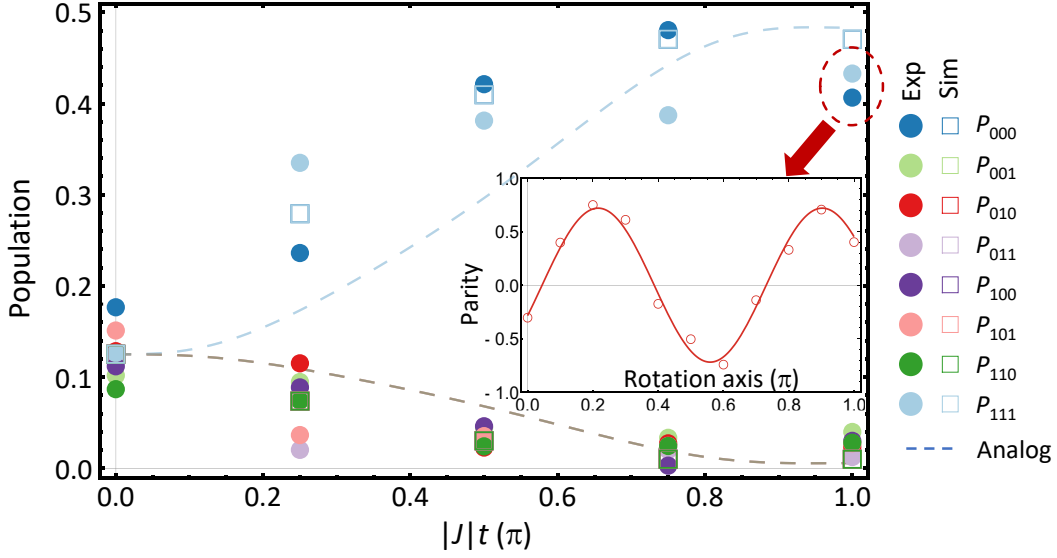 0.5
0.4
0.3
0.2
0.1
0.0
Population
0.0 0.2 0.4 0.6 0.8 1.0
|J|t (π)
1.0
0.5
0.0
- 0.5
- 1.0
Parity
Rotation axis (π)
0.0 0.2 0.4 0.6 0.8 1.0
Exp Sim
P000
P001
P010
P011
P100
P101
P110
P111
Analog